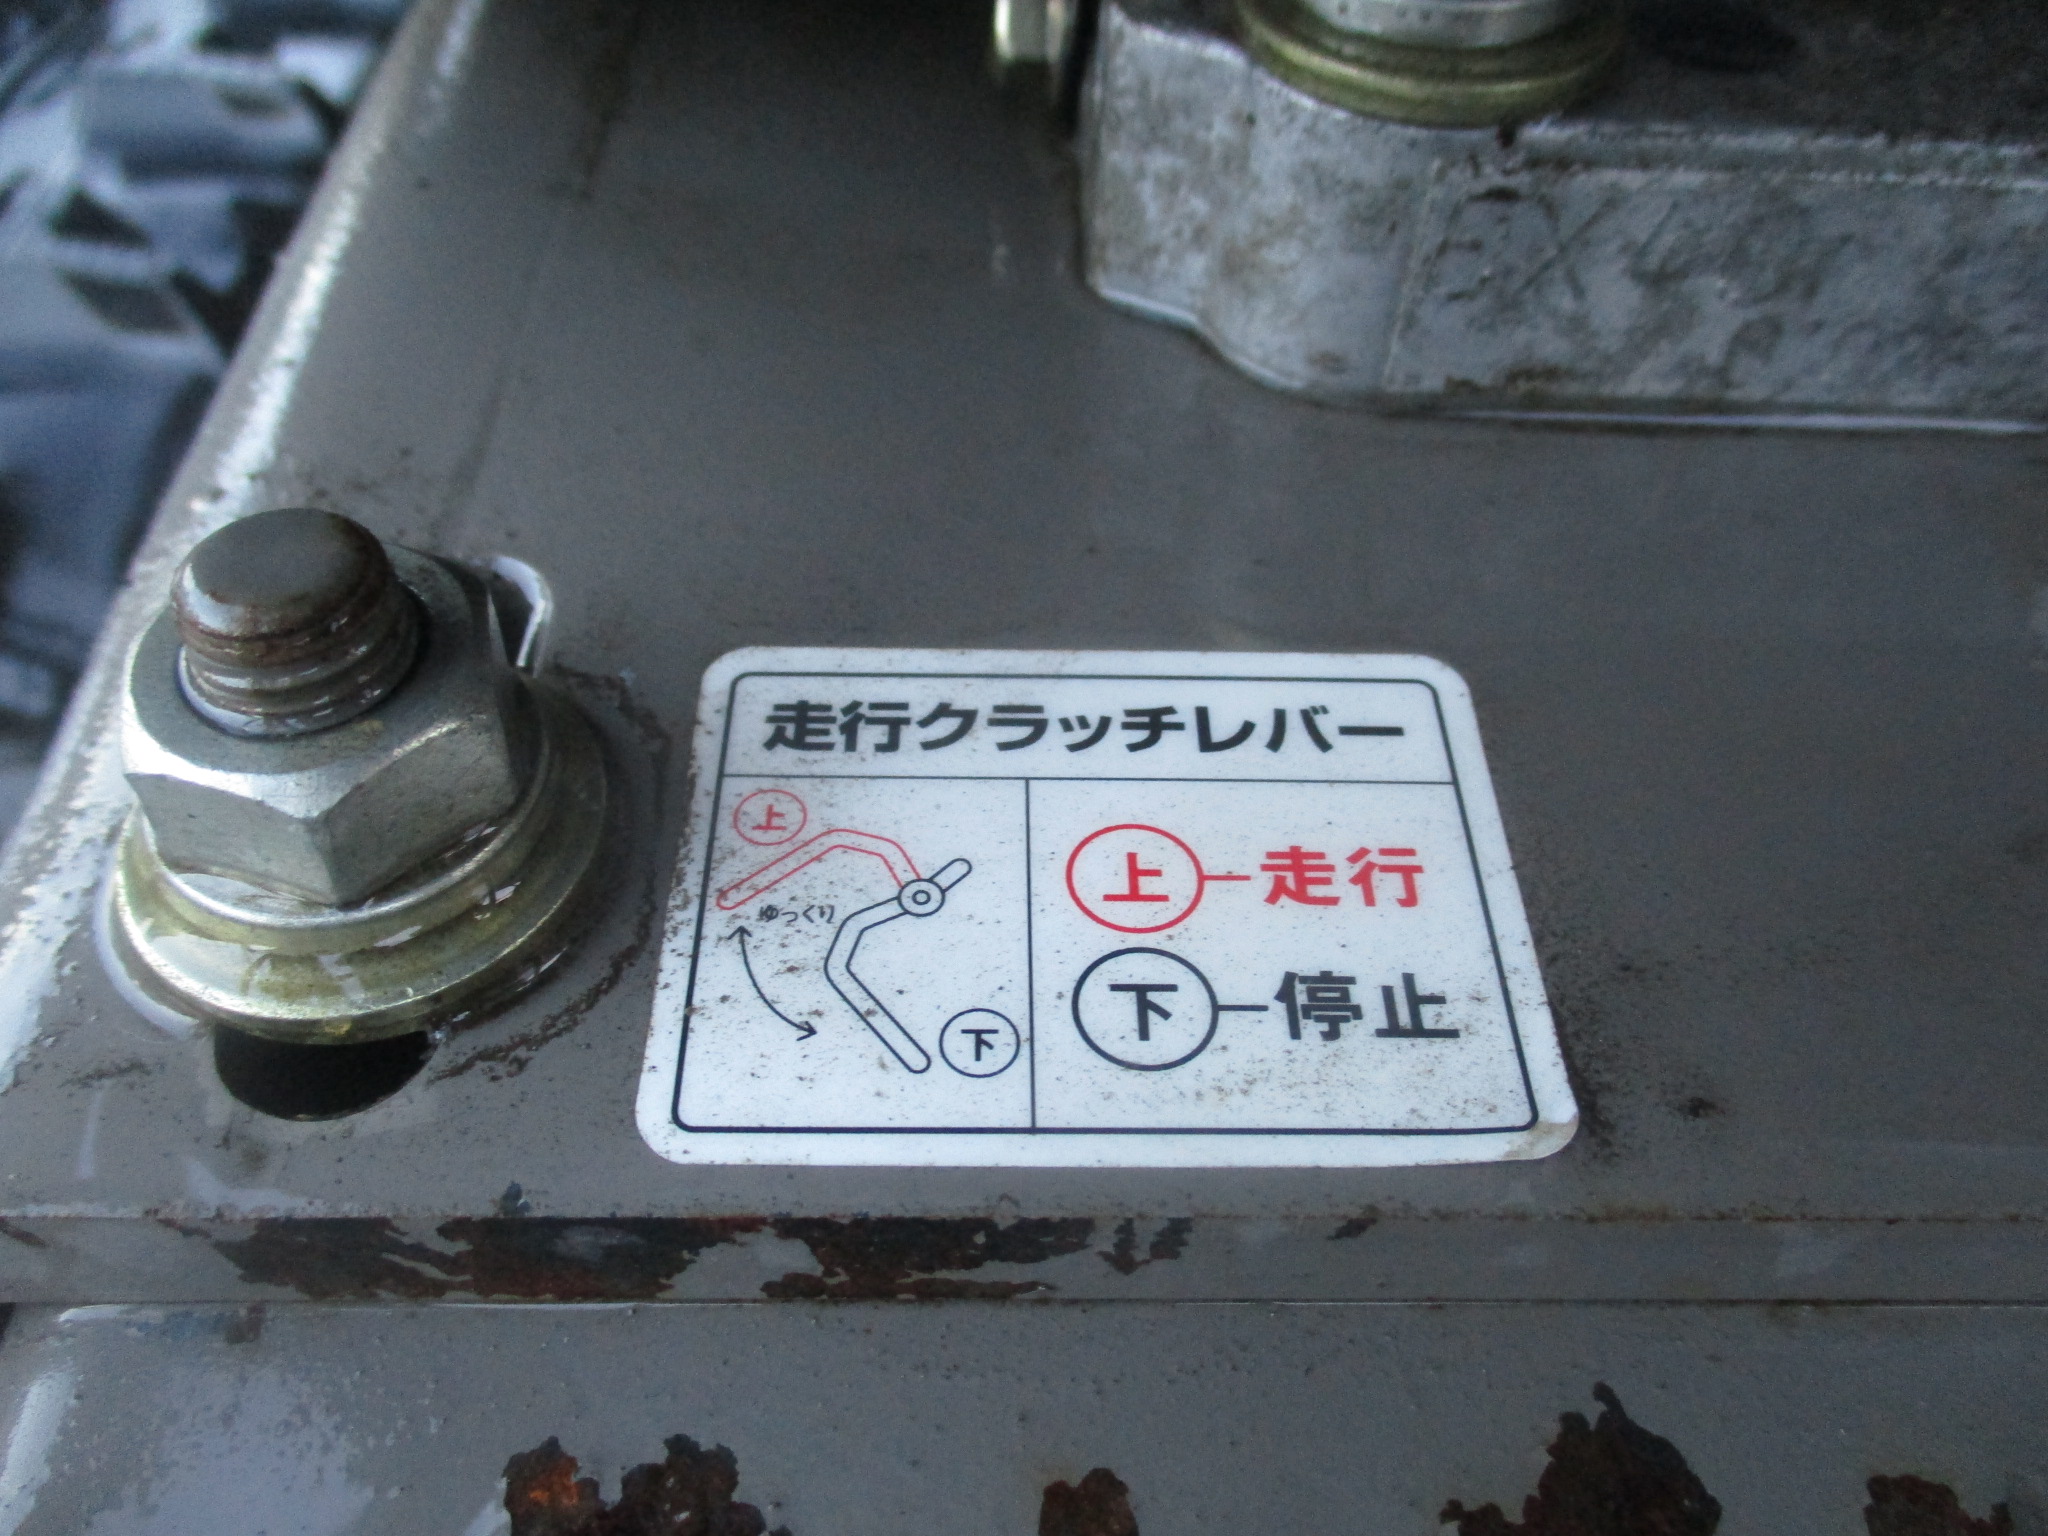 走行クラッチレバー
上
ゆっくり
下
上-走行
下-停止